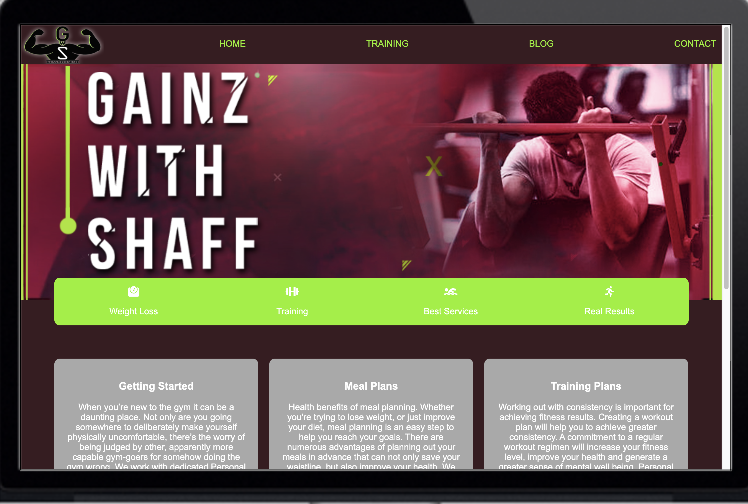 G
S
HOME
TRAINING
BLOG
CONTACT
GAINZ
WITH
SHAFF
X
Weight Loss
Training
Best Services
Real Results
Getting Started
When you're new to the gym it can be a
daunting place. Not only are you going
somewhere to deliberately make yourself
physically uncomfortable, there's the worry of
being judged by other, apparently more
capable gym-goers for somehow doing the
gym wrong. We work with dedicated Personal
Meal Plans
Health benefits of meal planning. Whether
you're trying to lose weight, or just improve
your diet, meal planning is an easy step to
help you reach your goals. There are
numerous advantages of planning out your
meals in advance that can not only save your
waistline, but also improve your health. We
Training Plans
Working out with consistency is important for
achieving fitness results. Creating a workout
plan will help you to achieve greater
consistency. A commitment to a regular
workout regimen will increase your fitness
level, improve your health and generate a
greater sense of mental well being. Personal